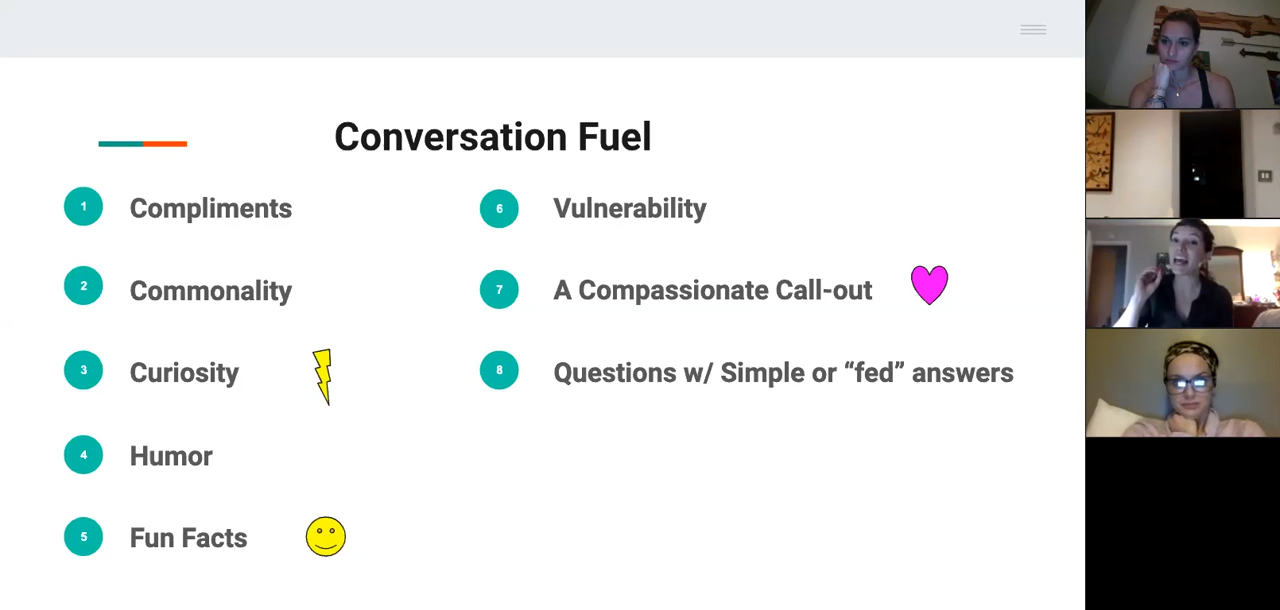 Conversation Fuel
1 Compliments
2 Commonality
3 Curiosity
4 Humor
5 Fun Facts
6 Vulnerability
7 A Compassionate Call-out
8 Questions w/ Simple or “fed” answers